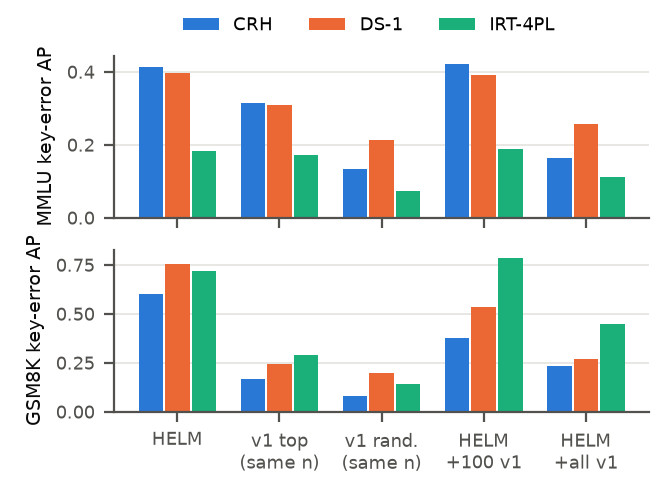 CRH DS-1 IRT-4PL
MMLU key-error AP
0.4
0.2
0.0
GSM8K key-error AP
0.75
0.50
0.25
0.00
HELM
v1 top
(same n)
v1 rand.
(same n)
HELM
+100 v1
HELM
+all v1